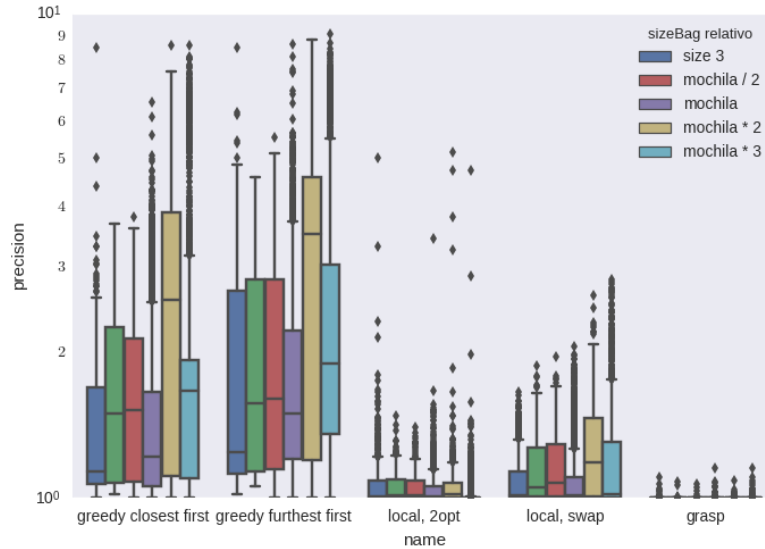 10¹
9
8
7
6
5
4
3
2
10⁰
precision
greedy closest first greedy furthest first local, 2opt local, swap grasp
name
sizeBag relativo
size 3
mochila / 2
mochila
mochila * 2
mochila * 3